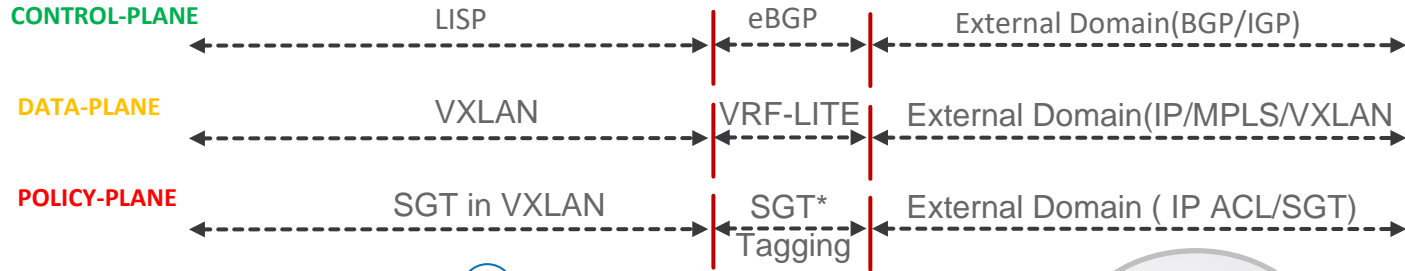 CONTROL-PLANE LISP eBGP External Domain(BGP/IGP)
DATA-PLANE VXLAN VRF-LITE External Domain(IP/MPLS/VXLAN
POLICY-PLANE SGT in VXLAN SGT* External Domain ( IP ACL/SGT)
Tagging